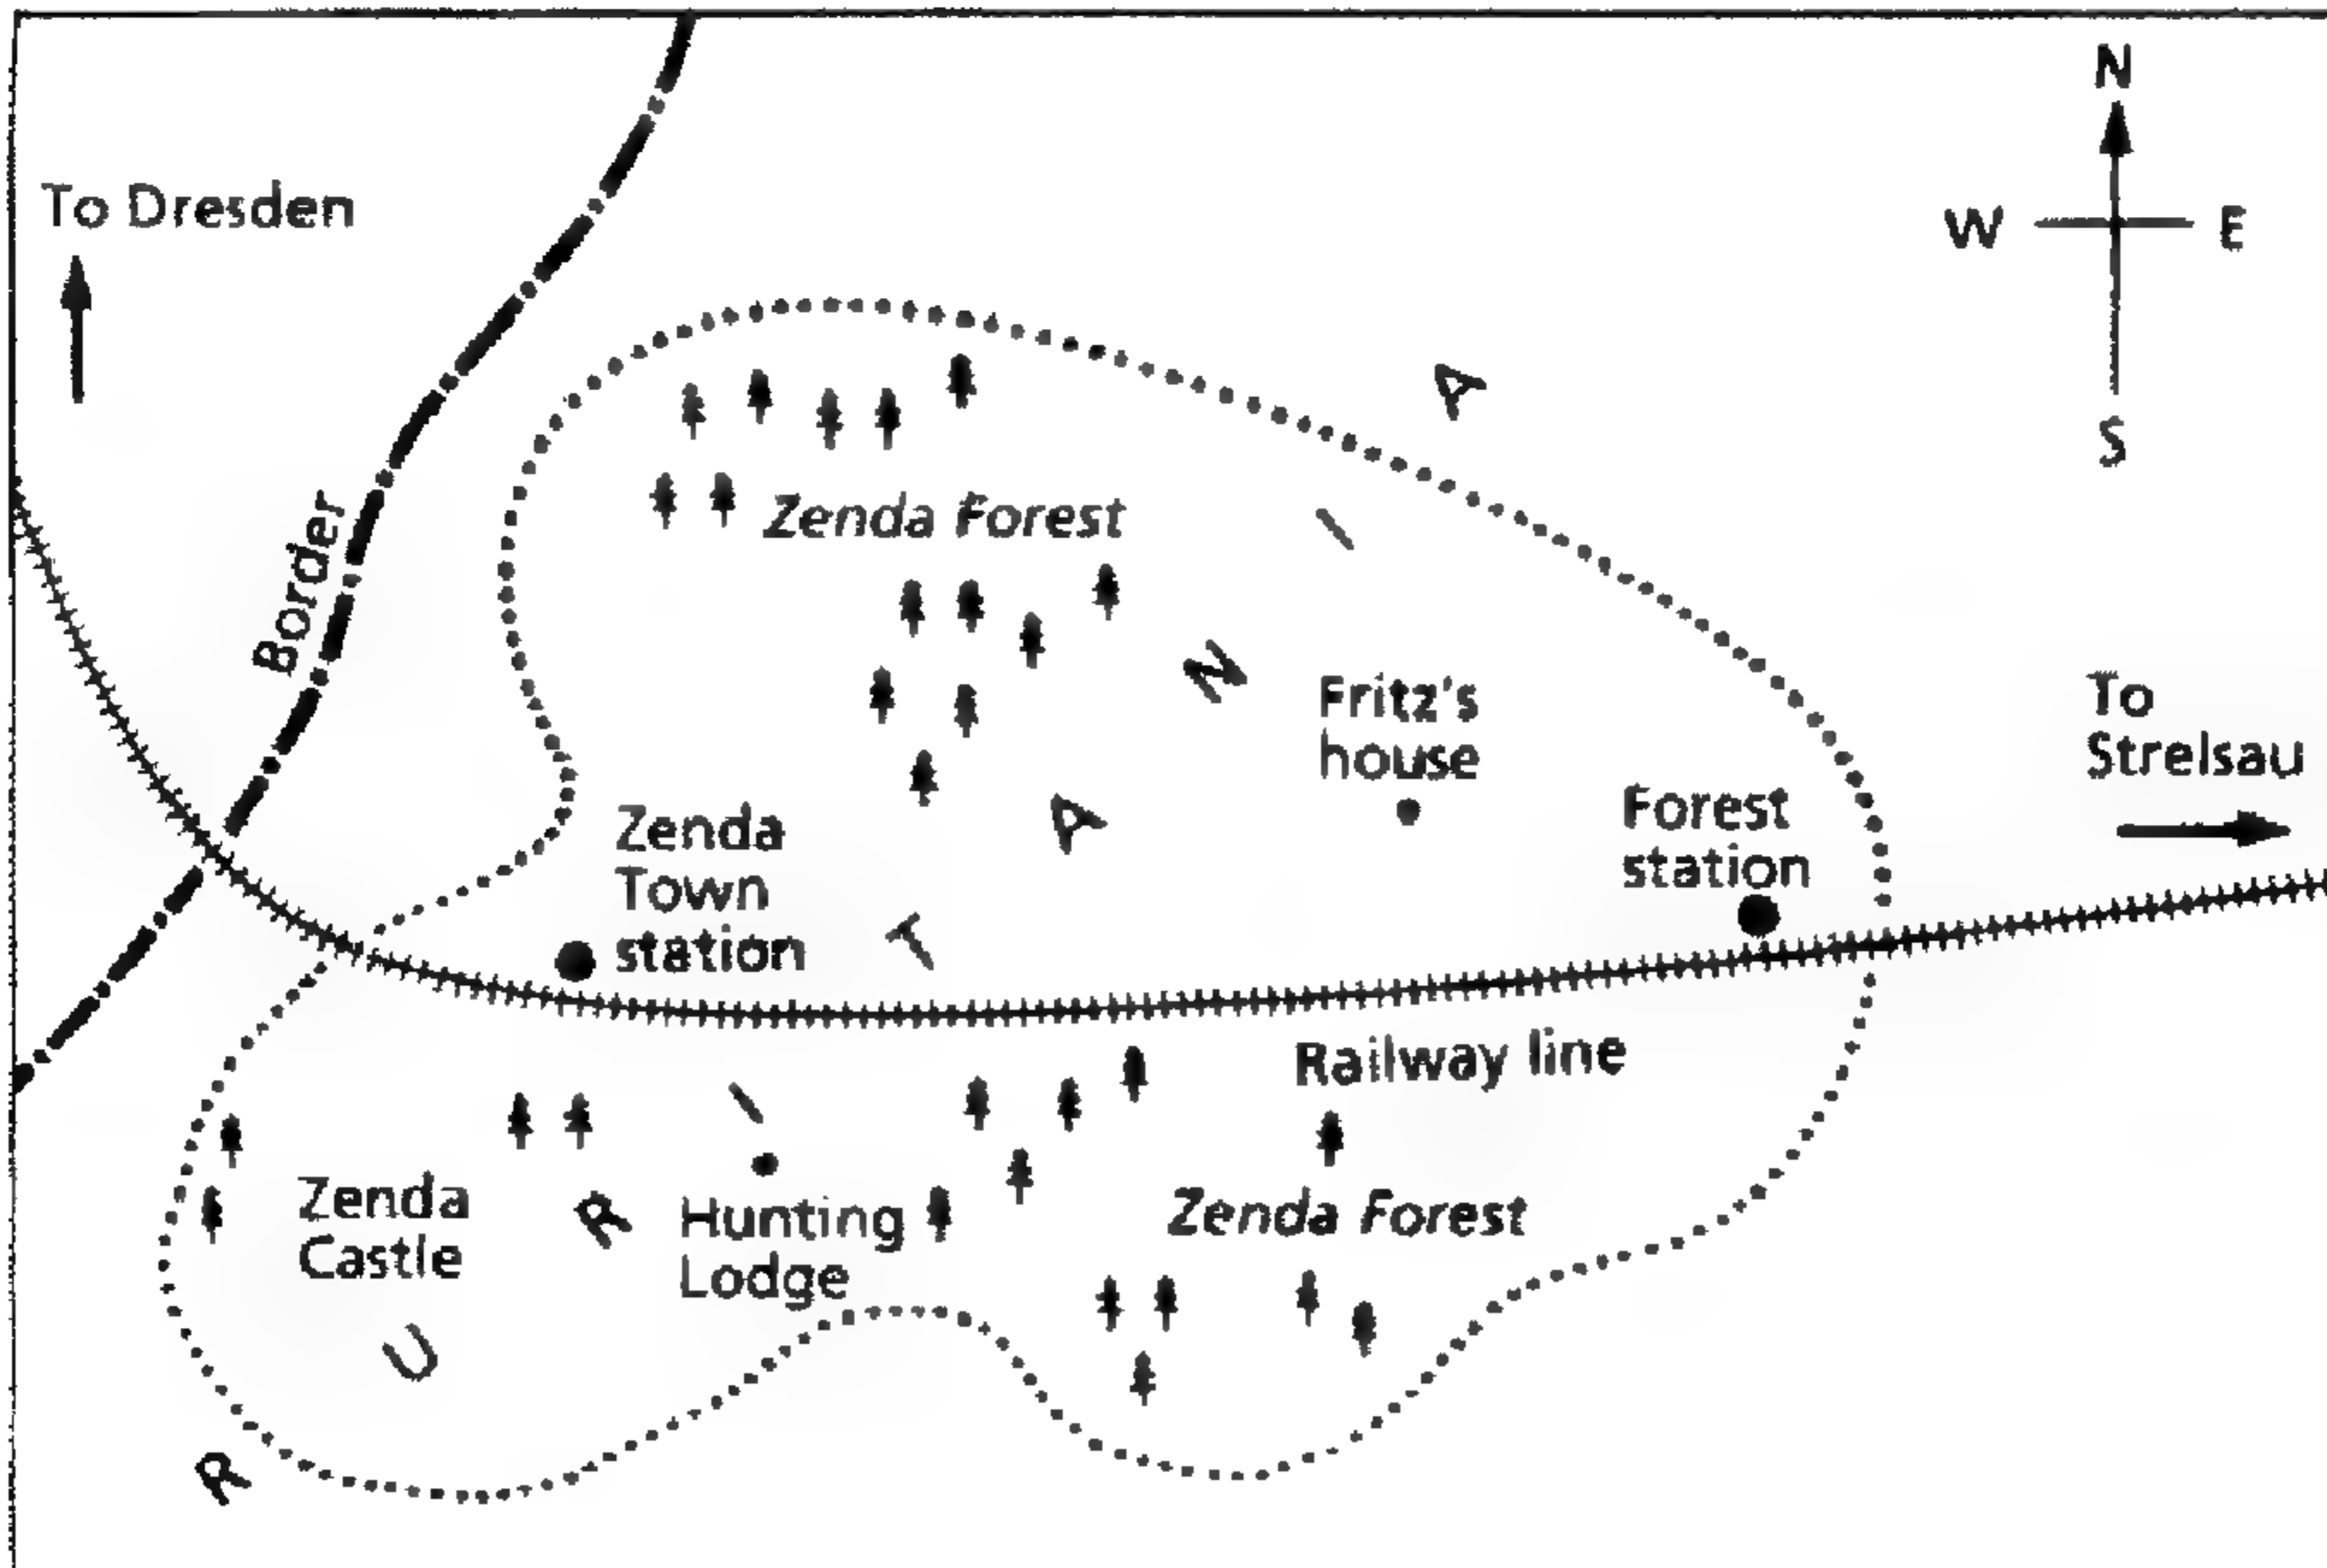 N
To Dresden
W E
A
S
Zenda Forest
I
Border
N
Fritz's
house
To
Strelsau
Forest
station
Zenda
Town
station
A
T
Railway line
I
Zenda
Castle
R
Hunting
Lodge
Zenda Forest
U
R